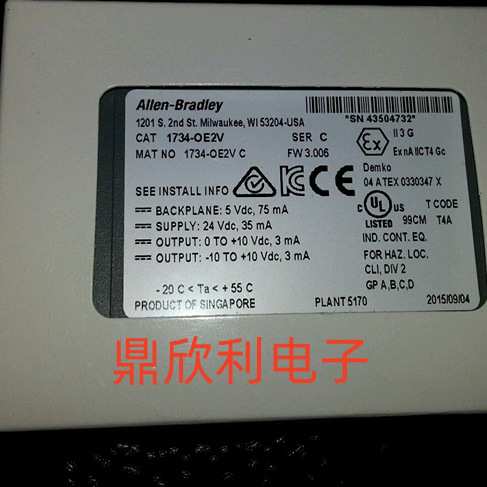 Allen-Bradley
1201 S. 2nd St. Milwaukee, WI 53204-USA
*SN 43504732*
CAT 1734-OE2V SER C
MAT NO 1734-OE2V C FW 3.006
Ex
II 3 G
Ex nA IIC T4 Gc
Demko
04 ATEX 0330347 X
SEE INSTALL INFO
CE
BACKPLANE: 5 Vdc, 75 mA
SUPPLY: 24 Vdc, 35 mA
OUTPUT: 0 TO +10 Vdc, 3 mA
OUTPUT: -10 TO +10 Vdc, 3 mA
C UL US
LISTED 99CM
T CODE
T4A
IND. CONT. EQ.
FOR HAZ. LOC.
CLI, DIV 2
GP A,B,C,D
- 20 C < Ta < + 55 C
PRODUCT OF SINGAPORE PLANT 5170 2015/09/04
鼎欣利电子